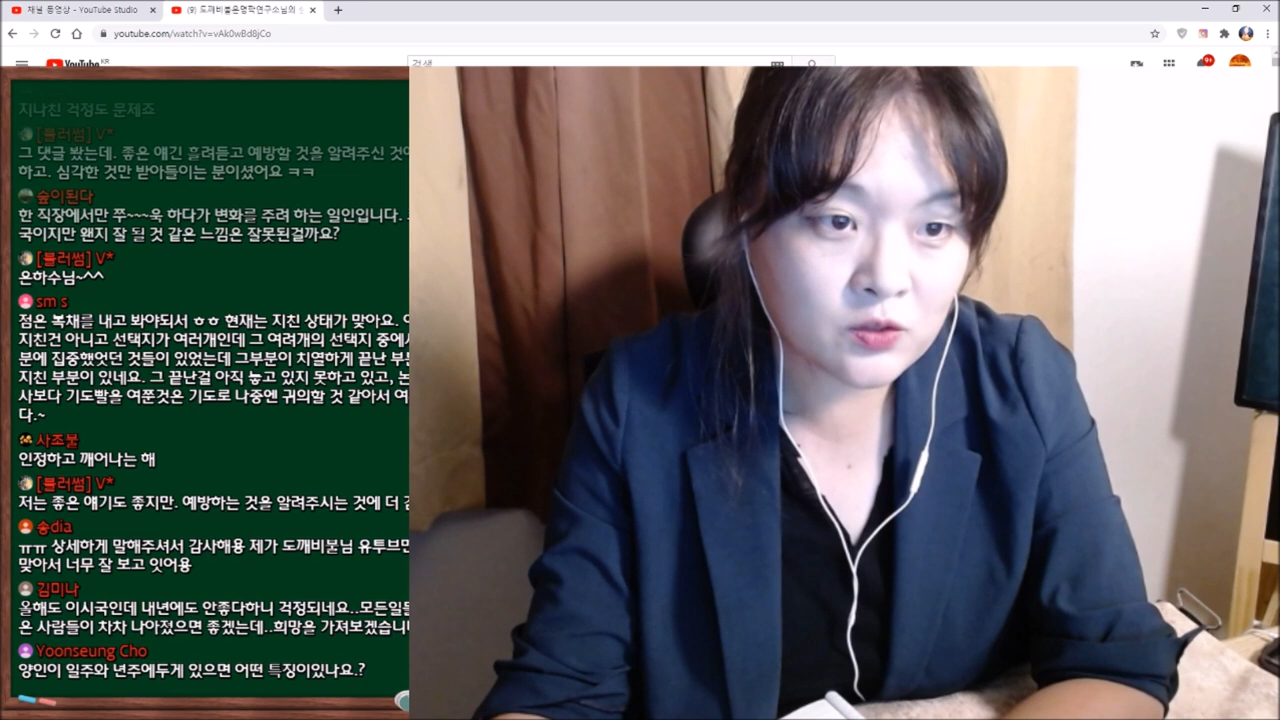 채널 동영상 - YouTube Studio
(9) 도깨비불은명학연구소님의
youtube.com/watch?v=vAk0wBd8jCo
YouTube KR
검색
9+
지나친 걱정도 문제죠
[블러썸] V*
그 댓글 봤는데. 좋은 얘긴 흘려듣고 예방할 것을 알려주신
하고. 심각한 것만 받아들이는 분이셨어요 ㅋㅋ
숲이된다
한 직장에서만 쭈~~~욱 하다가 변화를 주려 하는 일인입니다.
국이지만 왠지 잘 될 것 같은 느낌은 잘못된걸까요?
[블러썸] V*
은하수님~^^
sm s
점은 복채를 내고 봐야되서 ㅎㅎ 현재는 지친 상태가 맞아요.
지친건 아니고 선택지가 여러개인데 그 여려개의 선택지 중에서
분에 집중했엇던 것들이 있었는데 그부분이 치열하게 끝난
지친 부분이 있네요. 그 끝난걸 아직 놓고 있지 못하고 있고,
사보다 기도빨을 여쭌것은 기도로 나중엔 귀의할 것 같아서
다.~
사조불
인정하고 깨어나는 해
[블러썸] V*
저는 좋은 얘기도 좋지만. 예방하는 것을 알려주시는 것에 더
송dia
ㅠㅠ 상세하게 말해주셔서 감사해용 제가 도깨비불님 유투브만
맞아서 너무 잘 보고 잇어용
김미나
올해도 이시국인데 내년에도 안좋다하니 걱정되네요..모든일들
은 사람들이 차차 나아젔으면 좋겠는데..희망을 가져보겠습니
Yoonseung Cho
양인이 일주와 년주에두게 있으면 어떤 특징이있나요.?